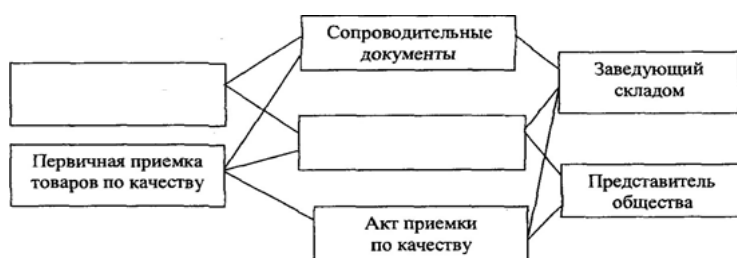 Сопроводительные
документы
Заведующий
складом
Первичная приемка
товаров по качеству
Представитель
общества
Акт приемки
по качеству